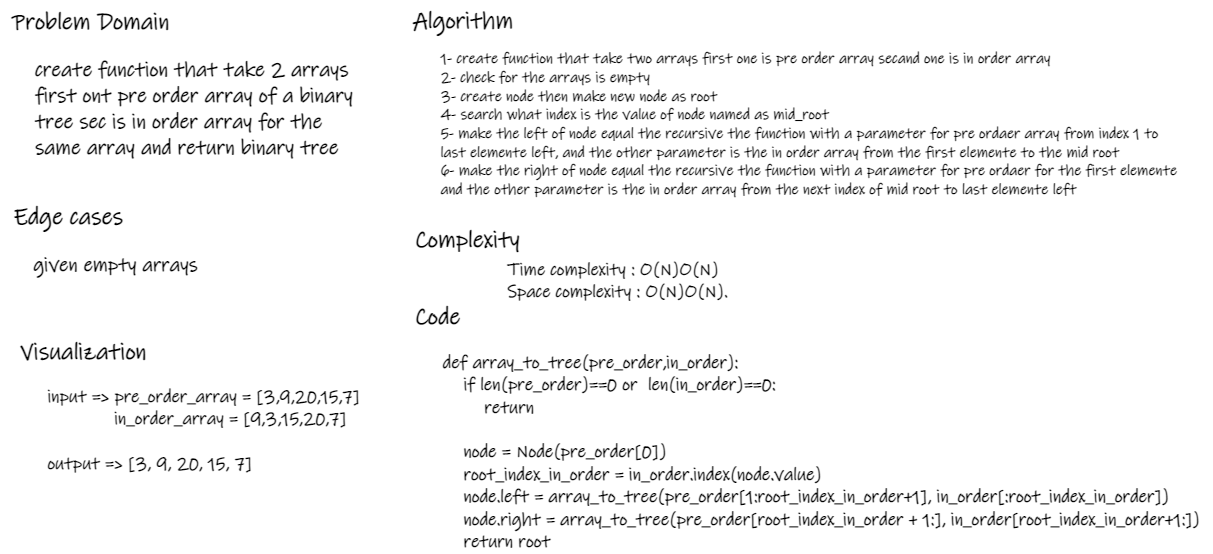 Problem Domain
create function that take 2 arrays
first ont pre order array of a binary
tree sec is in order array for the
same array and return binary tree
Edge cases
given empty arrays
Visualization
input => pre_order_array = [3,9,20,15,7]
in_order_array = [9,3,15,20,7]
output => [3, 9, 20, 15, 7]
Algorithm
1- create function that take two arrays first one is pre order array secand one is in order array
2- check for the arrays is empty
3- create node then make new node as root
4- search what index is the value of node named as mid_root
5- make the left of node equal the recursive the function with a parameter for pre ordaer array from index 1 to
last elemente left, and the other parameter is the in order array from the first elemente to the mid root
6- make the right of node equal the recursive the function with a parameter for pre ordaer for the first elemente
and the other parameter is the in order array from the next index of mid root to last elemente left
Complexity
Time complexity : O(N)O(N)
Space complexity : O(N)O(N).
Code
def array_to_tree(pre_order,in_order):
if len(pre_order)==0 or len(in_order)==0:
return
node = Node(pre_order[0])
root_index_in_order = in_order.index(node.value)
node.left = array_to_tree(pre_order[1:root_index_in_order+1], in_order[:root_index_in_order])
node.right = array_to_tree(pre_order[root_index_in_order + 1:], in_order[root_index_in_order+1:])
return root